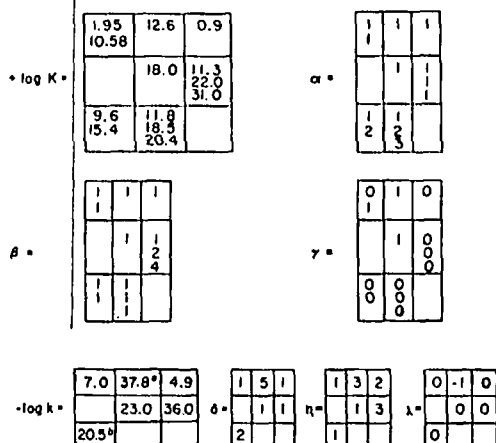 1.95 12.6 0.9 1 1 1
10.58 1
+ log K = 18.0 11.3 α = 1 1
22.0 1
31.0 1
9.6 11.8 1 1
15.4 18.5 2 2
20.4 3
1 1 1 0 1 0
1 1
β = 1 1 γ = 1 0
2 0
4 0
1 1 0 0
1 1 0 0
1 0
7.0 37.8ᵃ 4.9 1 5 1 1 3 2 0 -1 0
-log k = 23.0 36.0 δ = 1 1 η = 1 3 λ = 0 0
20.5ᵇ 2 1 0